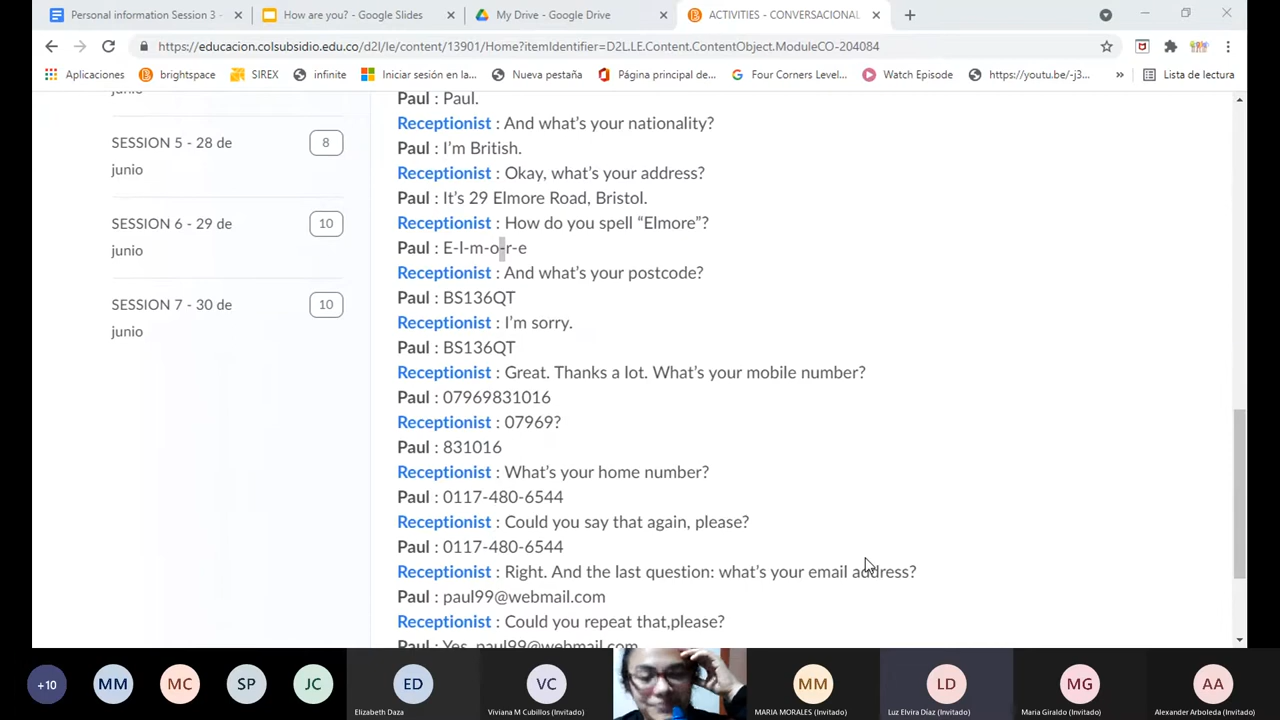 Personal information Session 3 -
How are you? - Google Slides
My Drive - Google Drive
ACTIVITIES - CONVERSACIONAL
https://educacion.colsubsidio.edu.co/d2l/le/content/13901/Home?itemIdentifier=D2L.LE.Content.ContentObject.ModuleCO-204084
Aplicaciones
brightspace
SIREX
infinite
Iniciar sesión en la...
Nueva pestaña
Página principal de...
Four Corners Level...
Watch Episode
https://youtu.be/-j3...
»
Lista de lectura
junio
SESSION 5 - 28 de
junio
8
SESSION 6 - 29 de
junio
10
SESSION 7 - 30 de
junio
10
Paul : Paul.
Receptionist : And what’s your nationality?
Paul : I’m British.
Receptionist : Okay, what’s your address?
Paul : It’s 29 Elmore Road, Bristol.
Receptionist : How do you spell “Elmore”?
Paul : E-l-m-o-r-e
Receptionist : And what’s your postcode?
Paul : BS136QT
Receptionist : I’m sorry.
Paul : BS136QT
Receptionist : Great. Thanks a lot. What’s your mobile number?
Paul : 07969831016
Receptionist : 07969?
Paul : 831016
Receptionist : What’s your home number?
Paul : 0117-480-6544
Receptionist : Could you say that again, please?
Paul : 0117-480-6544
Receptionist : Right. And the last question: what’s your email address?
Paul : paul99@webmail.com
Receptionist : Could you repeat that,please?
Paul : Yes, paul99@webmail.com
+10
MM
MC
SP
JC
ED
Elizabeth Daza
VC
Viviana M Cubillos (Invitado)
MM
MARIA MORALES (Invitado)
LD
Luz Elvira Díaz (Invitado)
MG
Maria Giraldo (Invitado)
AA
Alexander Arboleda (Invitado)